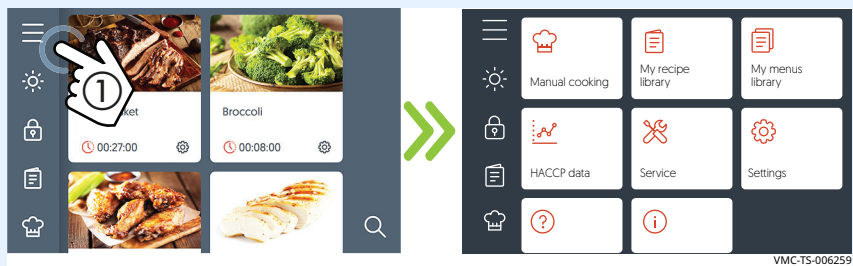 1
Broccoli
00:27:00
00:08:00
Manual cooking
My recipe
library
My menus
library
HACCP data
Service
Settings
?
i
VMC-TS-006259